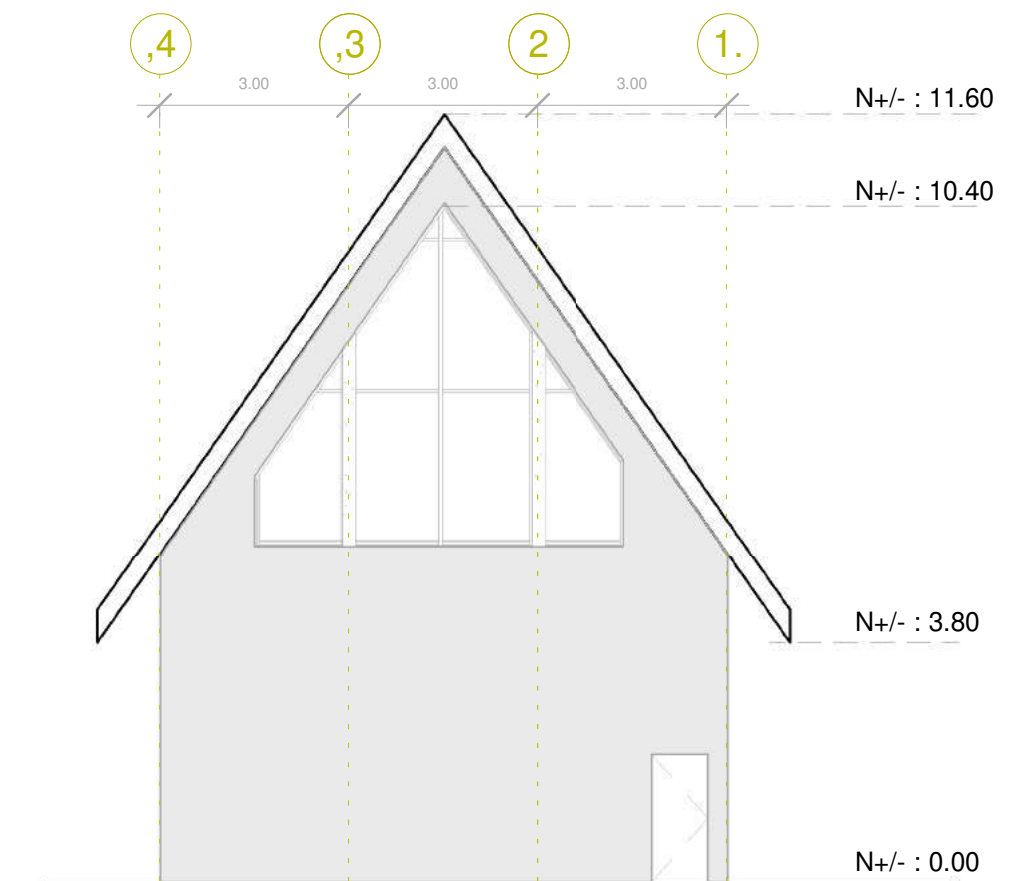 ,4 ,3 2 1.
3.00 3.00 3.00
N+/- : 11.60
N+/- : 10.40
N+/- : 3.80
N+/- : 0.00